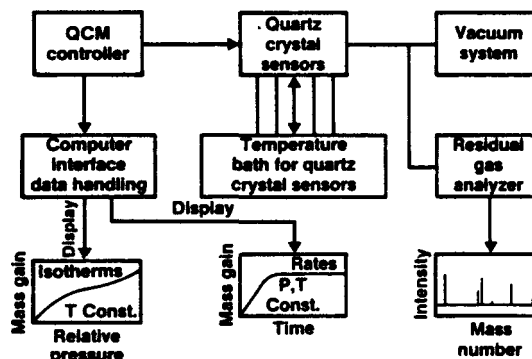 QCM
controller
Quartz
crystal
sensors
Vacuum
system
Computer
interface
data handling
Temperature
bath for quartz
crystal sensors
Residual
gas
analyzer
Display
Display
Mass gain
Isotherms
T Const.
Relative
pressure
Mass gain
Rates
P,T
Const.
Time
Intensity
Mass
number